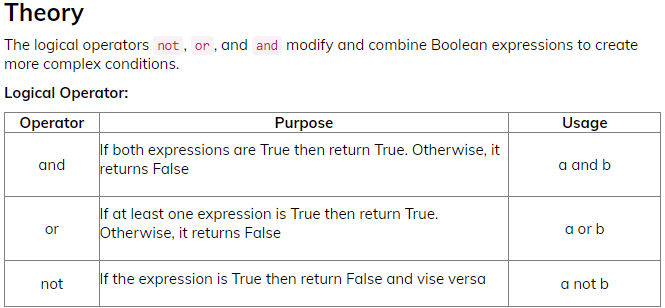 Theory
The logical operators not, or, and and modify and combine Boolean expressions to create
more complex conditions.
Logical Operator:
Operator Purpose Usage
and If both expressions are True then return True. Otherwise, it returns False a and b
or If at least one expression is True then return True. Otherwise, it returns False a or b
not If the expression is True then return False and vise versa a not b